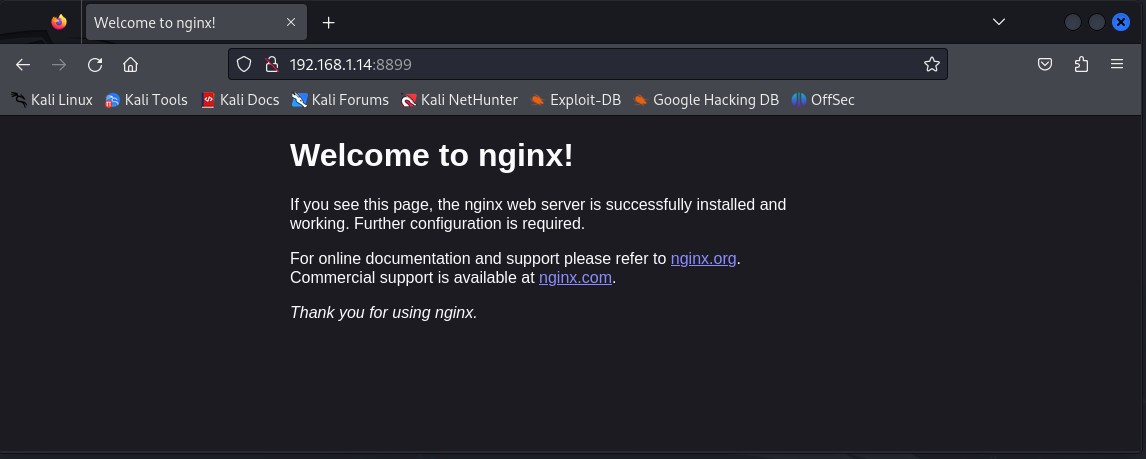 Welcome to nginx!
192.168.1.14:8899
Kali Linux Kali Tools Kali Docs Kali Forums Kali NetHunter Exploit-DB Google Hacking DB OffSec
Welcome to nginx!
If you see this page, the nginx web server is successfully installed and
working. Further configuration is required.
For online documentation and support please refer to nginx.org.
Commercial support is available at nginx.com.
Thank you for using nginx.